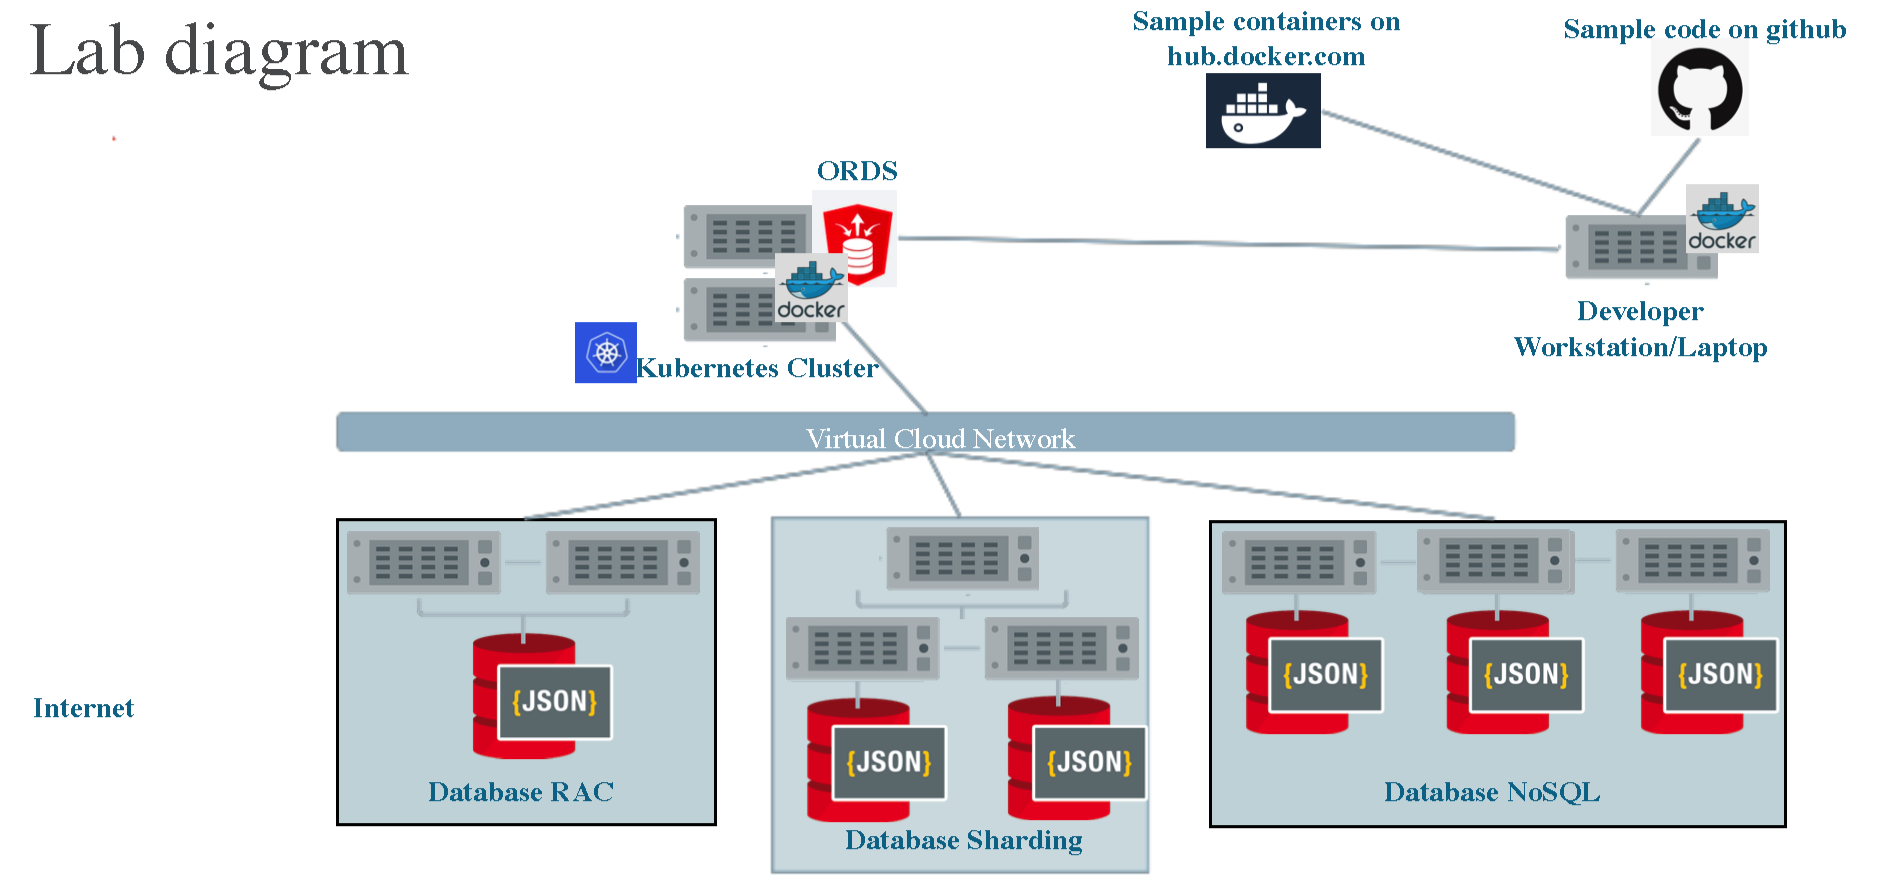 Lab diagram
Sample containers on
hub.docker.com
Sample code on github
ORDS
docker
docker
Developer
Workstation/Laptop
Kubernetes Cluster
Virtual Cloud Network
{JSON}
Database RAC
{JSON}
{JSON}
Database Sharding
{JSON}
{JSON}
{JSON}
Database NoSQL
Internet